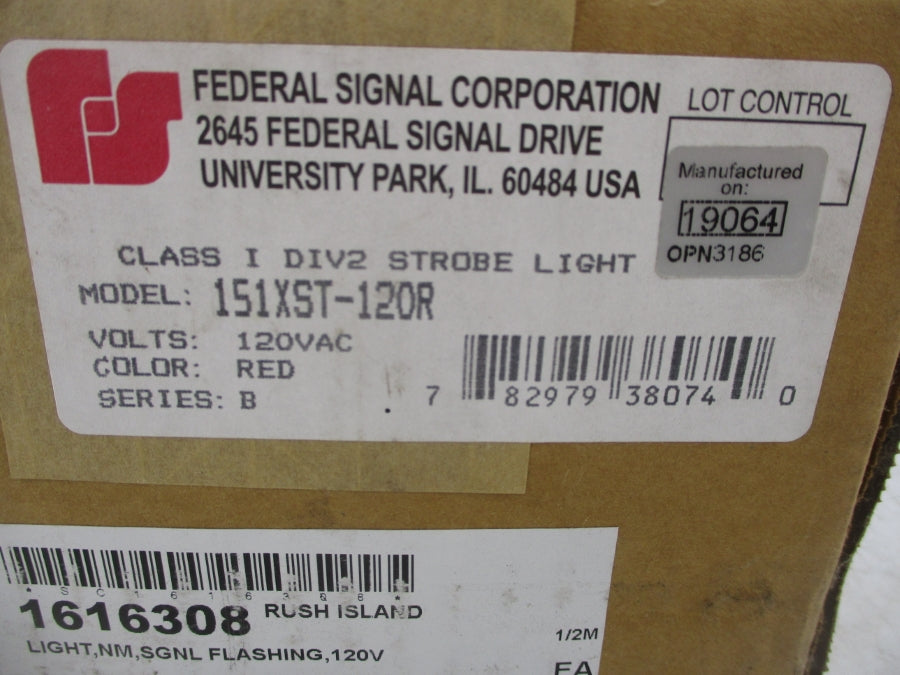 FS
FEDERAL SIGNAL CORPORATION
2645 FEDERAL SIGNAL DRIVE
UNIVERSITY PARK, IL. 60484 USA
LOT CONTROL
Manufactured
on:
19064
OPN3186
CLASS I DIV2 STROBE LIGHT
MODEL: 151XST-120R
VOLTS: 120VAC
COLOR: RED
SERIES: B
7 82979 38074 0
*SC1616308*
1616308 RUSH ISLAND
1/2M
LIGHT,NM,SGNL FLASHING,120V
EA